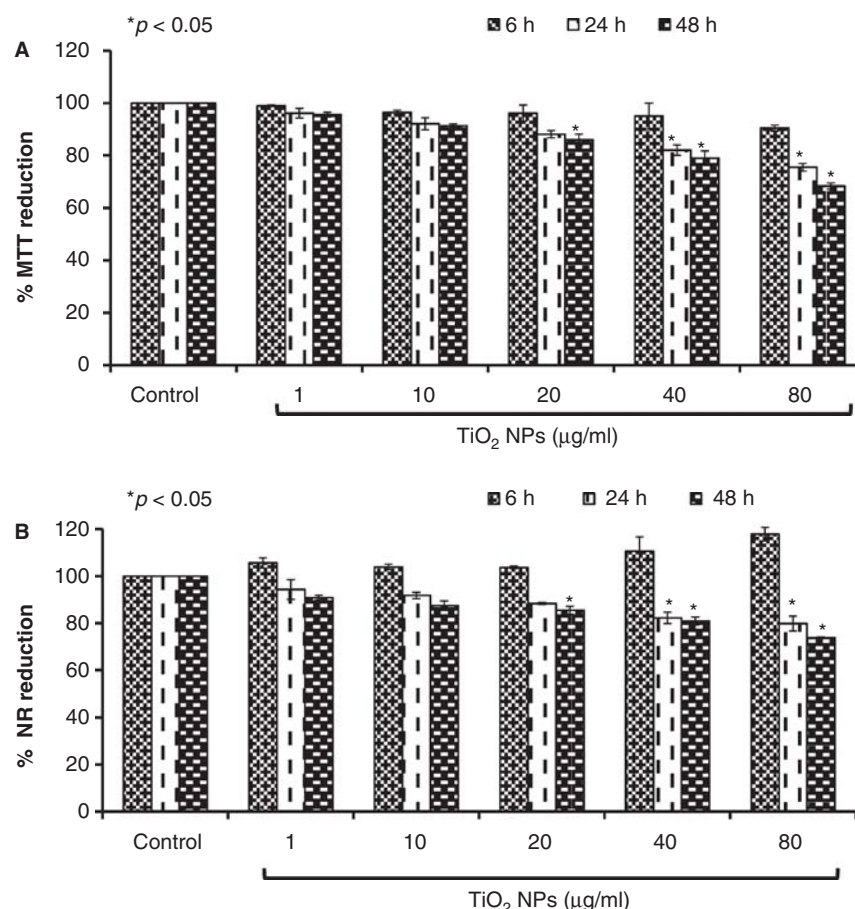 *p < 0.05
6 h 24 h 48 h
A
120
100
80
60
40
20
0
% MTT reduction
Control 1 10 20 40 80
* * * * *
TiO2 NPs (μg/ml)
*p < 0.05
6 h 24 h 48 h
B
120
100
80
60
40
20
0
% NR reduction
Control 1 10 20 40 80
* * * * *
TiO2 NPs (μg/ml)